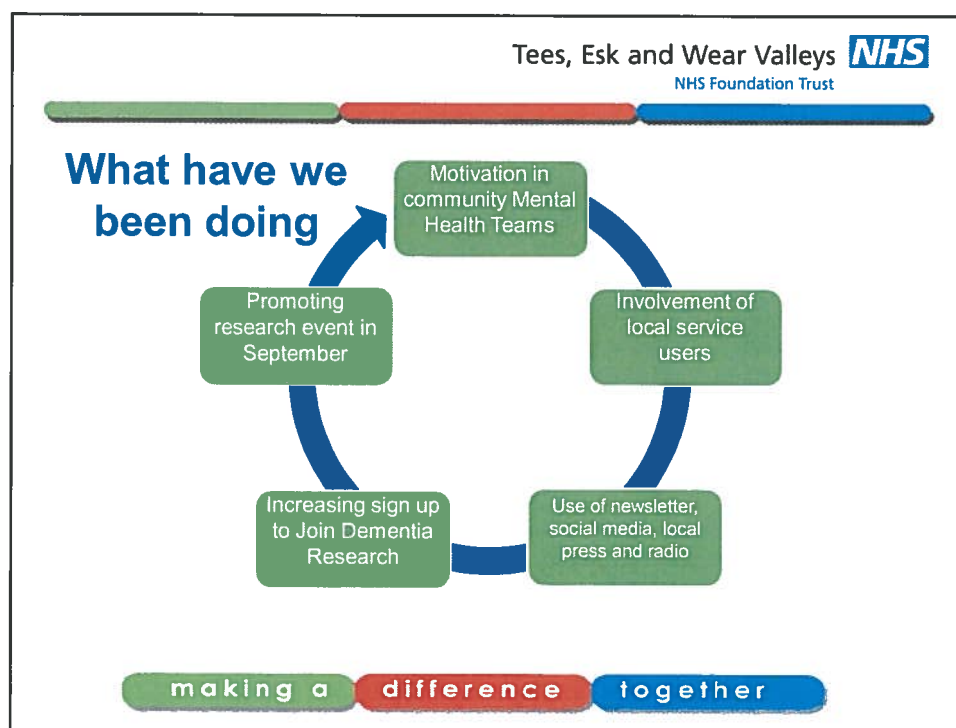 Tees, Esk and Wear Valleys NHS
NHS Foundation Trust
What have we
been doing
Motivation in
community Mental
Health Teams
Involvement of
local service
users
Use of newsletter,
social media, local
press and radio
Increasing sign up
to Join Dementia
Research
Promoting
research event in
September
making a difference together